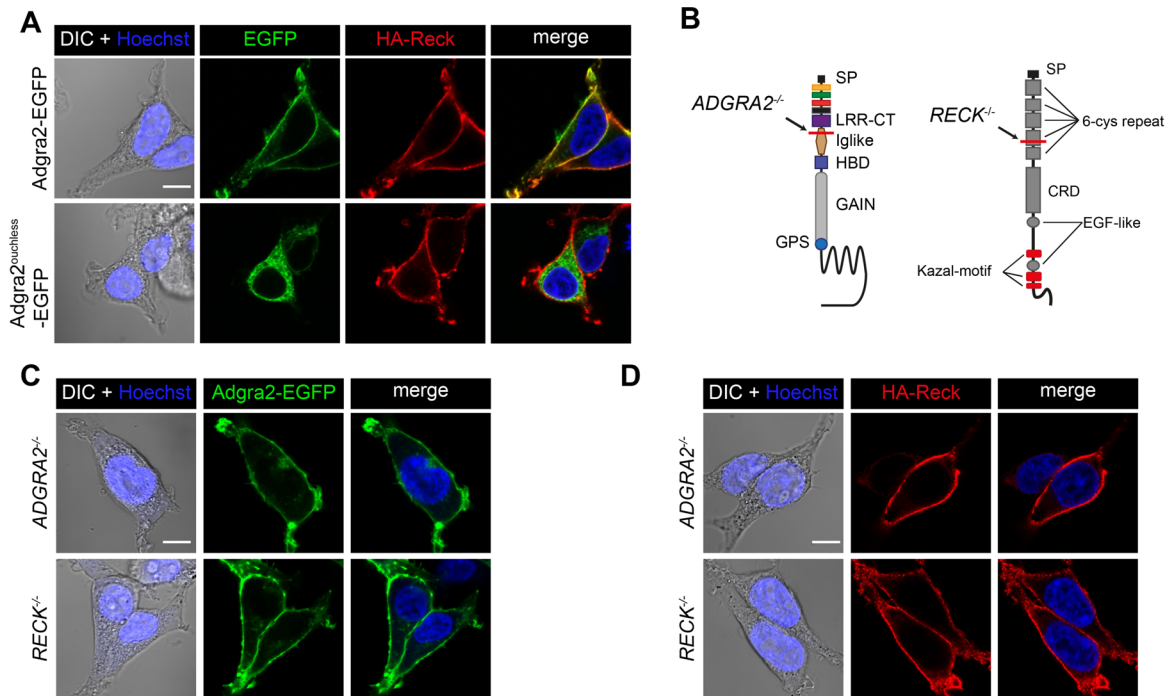 A
DIC + Hoechst
EGFP
HA-Reck
merge
Adgra2-EGFP
Adgra2ouchless
-EGFP
B
SP
ADGRA2-/-
LRR-CT
Iglike
HBD
GAIN
GPS
SP
RECK-/-
6-cys repeat
CRD
EGF-like
Kazal-motif
C
DIC + Hoechst
Adgra2-EGFP
merge
ADGRA2-/-
RECK-/-
D
DIC + Hoechst
HA-Reck
merge
ADGRA2-/-
RECK-/-